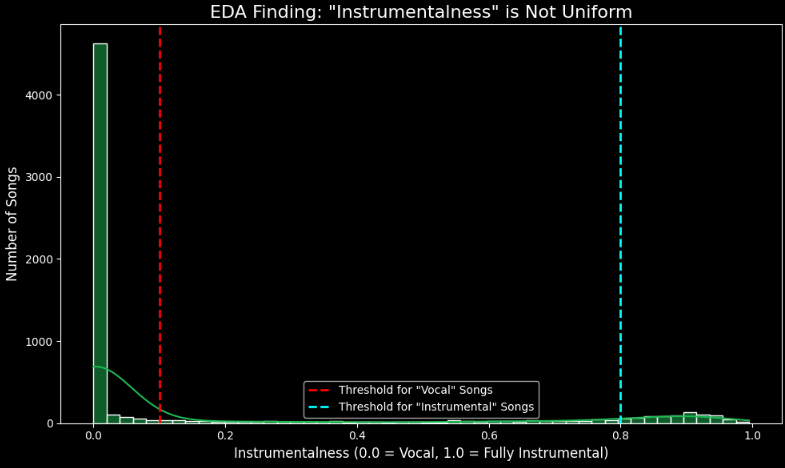 EDA Finding: "Instrumentalness" is Not Uniform
Number of Songs
4000
3000
2000
1000
0
Threshold for "Vocal" Songs
Threshold for "Instrumental" Songs
0.0 0.2 0.4 0.6 0.8 1.0
Instrumentalness (0.0 = Vocal, 1.0 = Fully Instrumental)